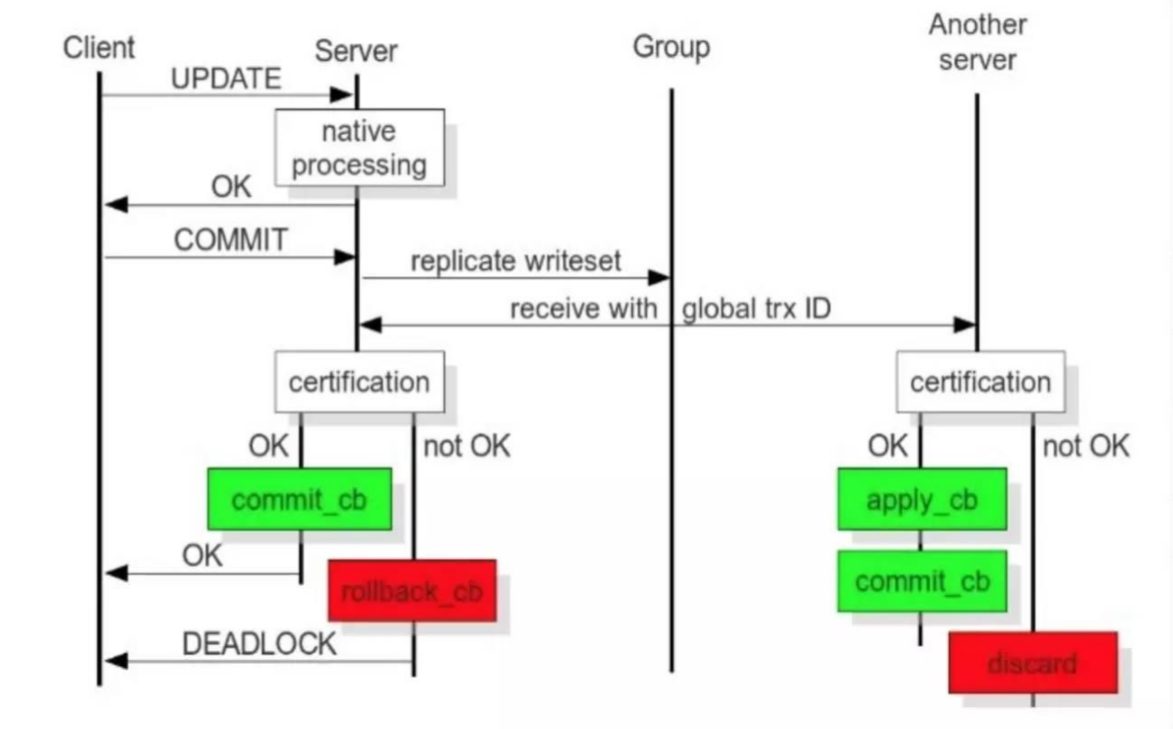 Client
Server
Group
Another
server
UPDATE
native
processing
OK
COMMIT
replicate writeset
receive with global trx ID
certification
certification
OK
not OK
OK
not OK
commit_cb
apply_cb
OK
rollback_cb
commit_cb
DEADLOCK
discard